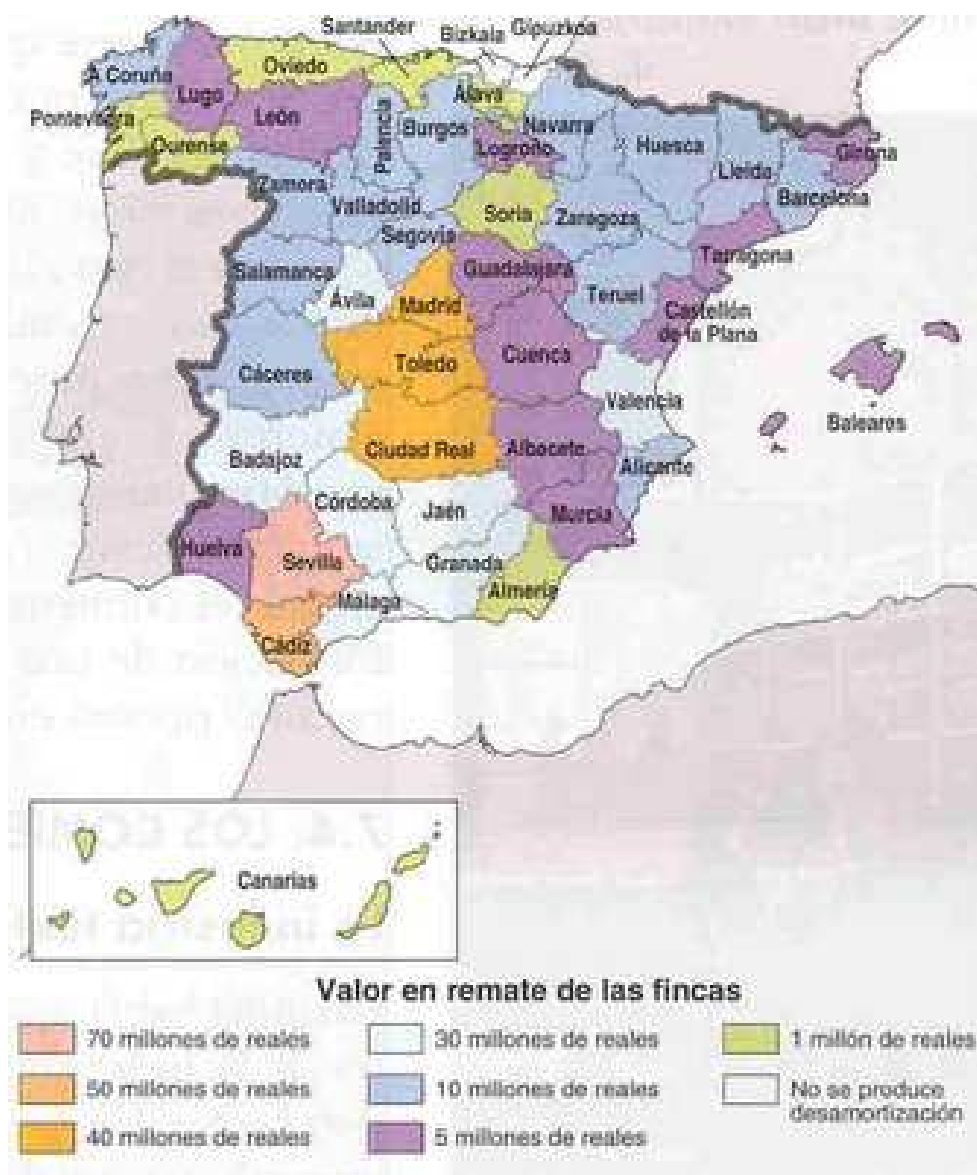 Santander
Bizkaia
Gipuzkoa
A Coruña
Oviedo
Lugo
León
Álava
Pontevedra
Ourense
Palencia
Burgos
Navarra
Logroño
Huesca
Girona
Lleida
Zamora
Valladolid
Soria
Zaragoza
Barcelona
Segovia
Salamanca
Ávila
Madrid
Guadalajara
Tarragona
Teruel
Castellón
de la Plana
Cáceres
Toledo
Cuenca
Valencia
Baleares
Badajoz
Ciudad Real
Albacete
Alicante
Córdoba
Jaén
Murcia
Huelva
Sevilla
Granada
Almería
Málaga
Cádiz
7.4. LOS
Canarias
Valor en remate de las fincas
70 millones de reales
50 millones de reales
40 millones de reales
30 millones de reales
10 millones de reales
5 millones de reales
1 millón de reales
No se produce
desamortización